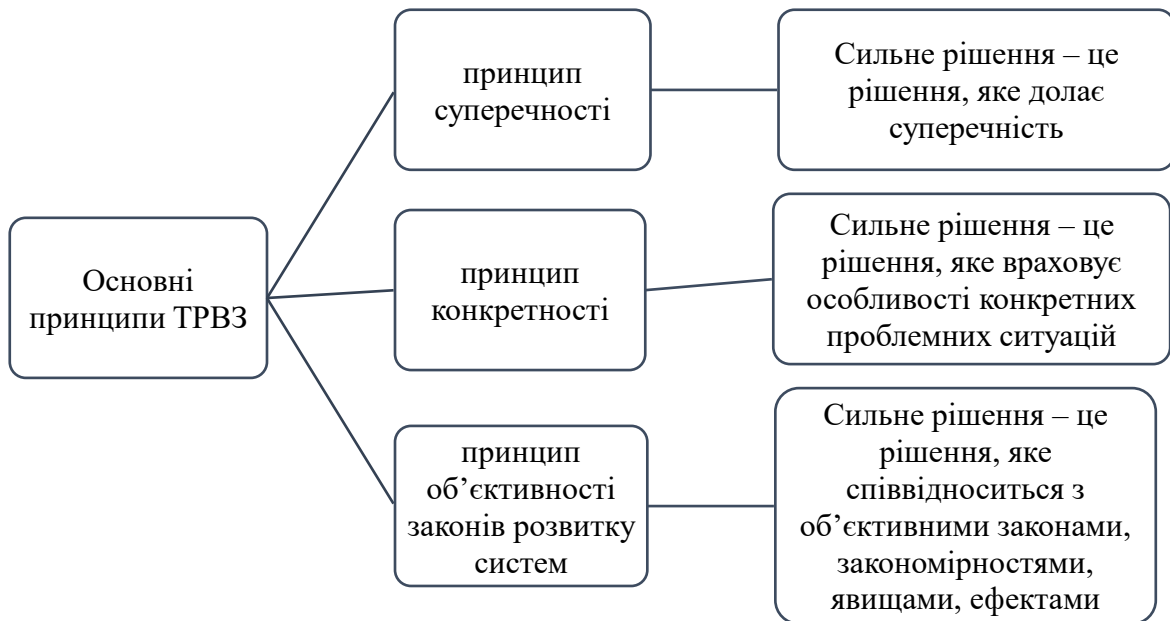 Основні
принципи ТРВЗ
принцип
суперечності
Сильне рішення – це
рішення, яке долає
суперечність
принцип
конкретності
Сильне рішення – це
рішення, яке враховує
особливості конкретних
проблемних ситуацій
принцип
об’єктивності
законів розвитку
систем
Сильне рішення – це
рішення, яке
співвідноситься з
об’єктивними законами,
закономірностями,
явищами, ефектами